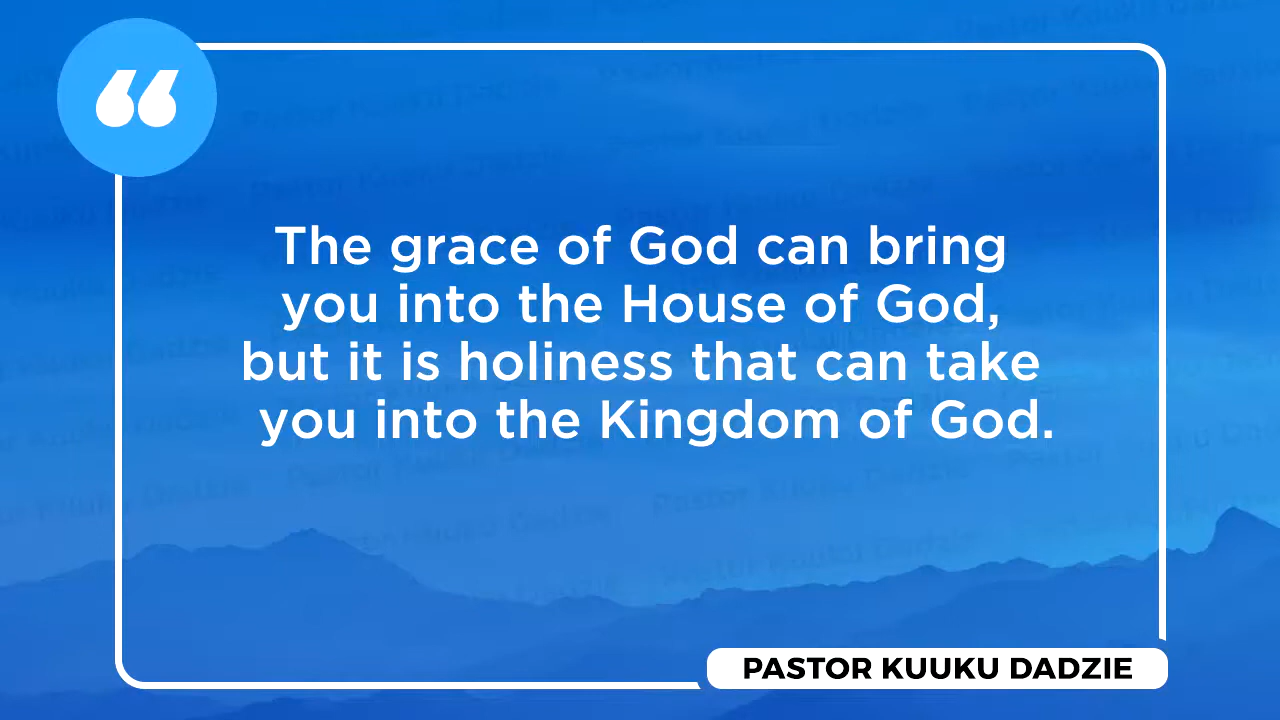 The grace of God can bring
you into the House of God,
but it is holiness that can take
you into the Kingdom of God.
PASTOR KUUKU DADZIE